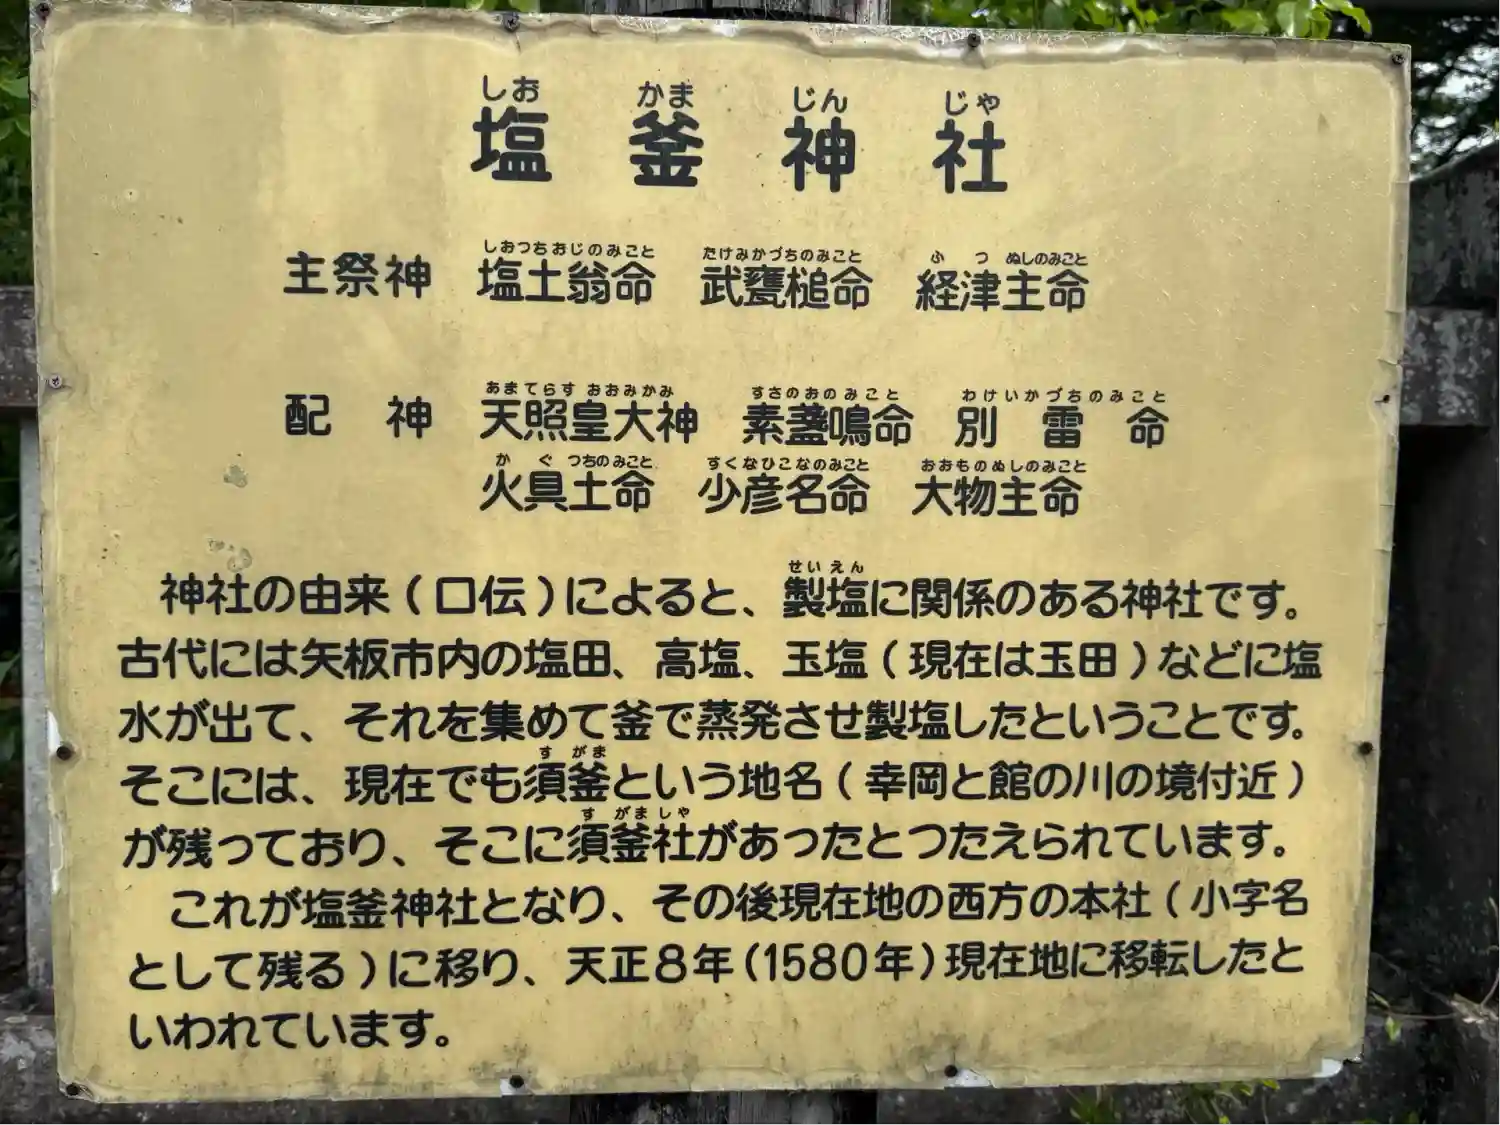 しお かま じん じゃ
塩釜神社
しおつちおじのみこと たけみかづちのみこと ふつぬしのみこと
主祭神 塩土翁命 武甕槌命 経津主命
あまてらすおおみかみ すさのおのみこと わけいかづちのみこと
配神 天照皇大神 素盞鳴命 別雷命
かぐつちのみこと すくなひこなのみこと おおものぬしのみこと
火具土命 少彦名命 大物主命
せいえん
神社の由来(口伝)によると、製塩に関係のある神社です。
古代には矢板市内の塩田、高塩、玉塩(現在は玉田)などに塩
水が出て、それを集めて釜で蒸発させ製塩したということです。
すがま
そこには、現在でも須釜という地名(幸岡と館の川の境付近)
すがましゃ
が残っており、そこに須釜社があったとつたえられています。
これが塩釜神社となり、その後現在地の西方の本社(小字名
として残る)に移り、天正8年(1580年)現在地に移転したと
いわれています。